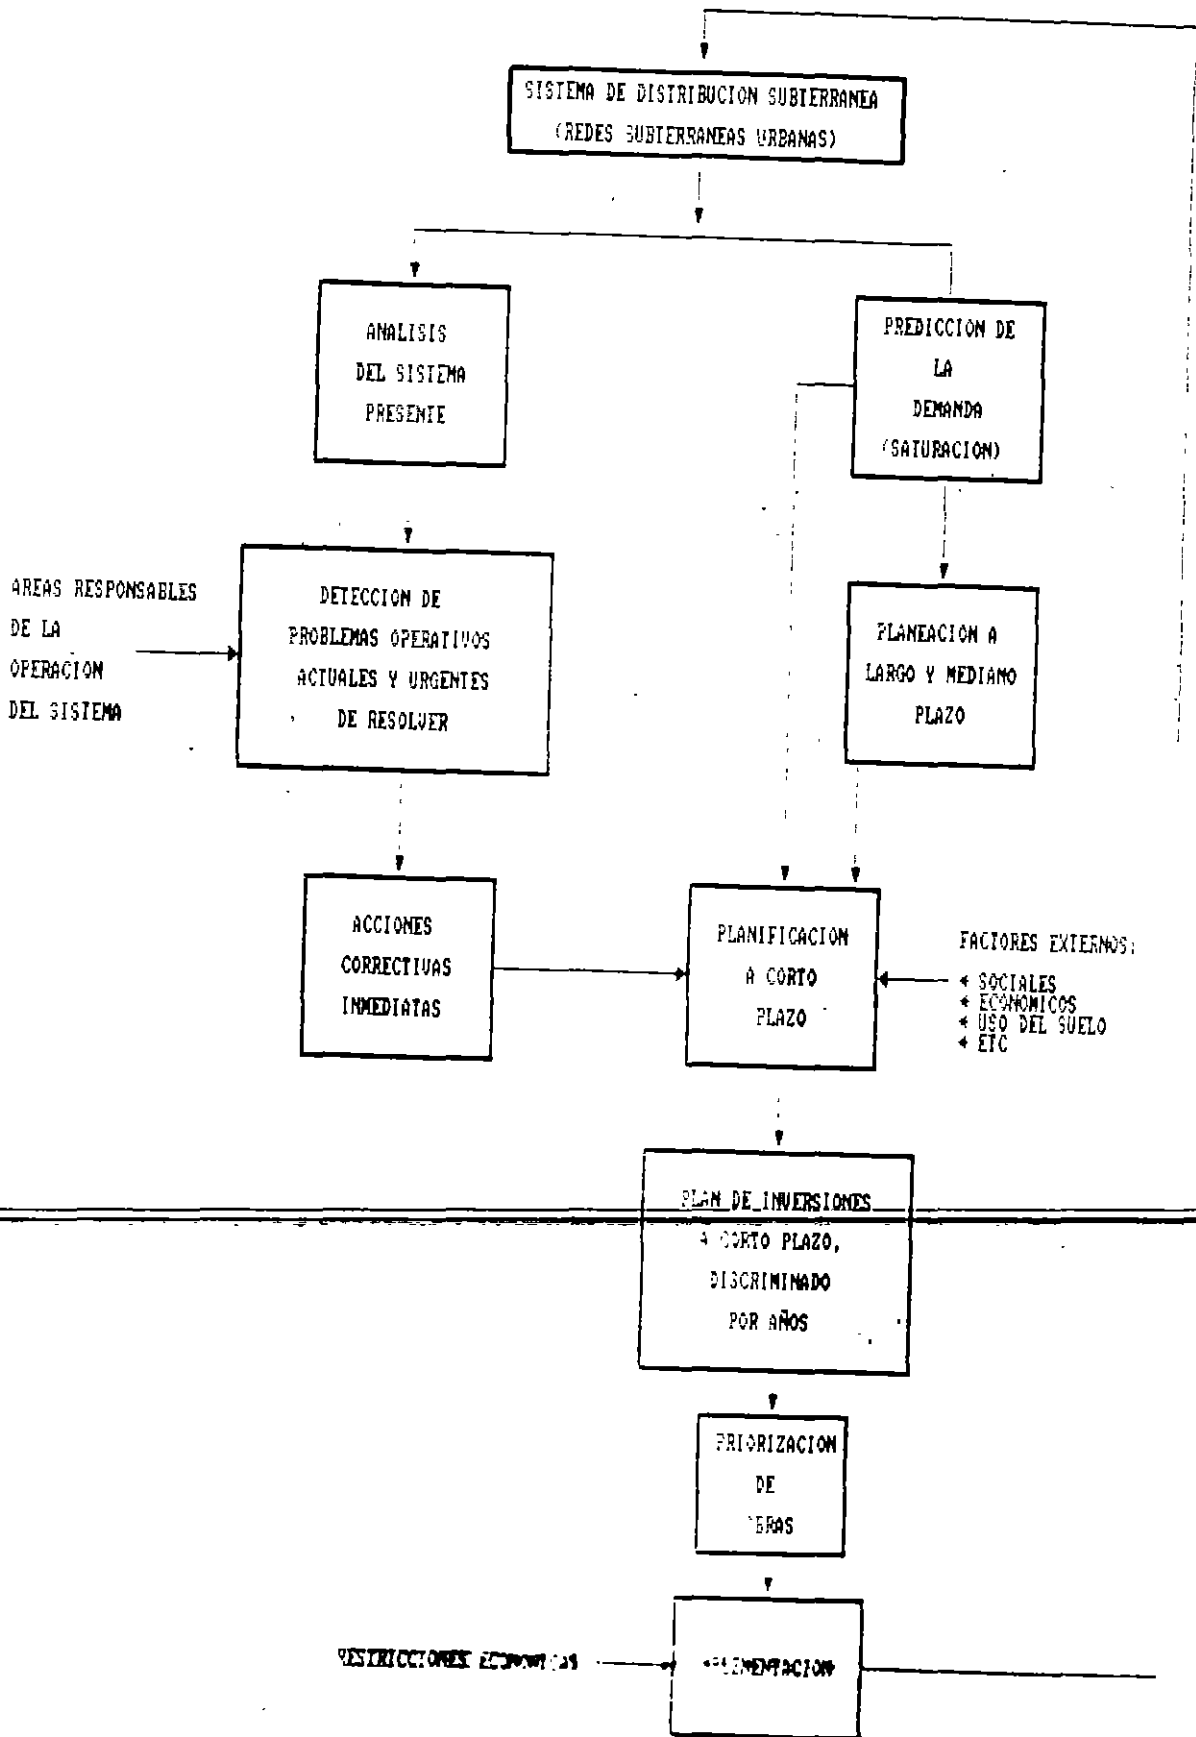 SISTEMA DE DISTRIBUCION SUBTERRANEA
(REDES SUBTERRANEAS URBANAS)
ANALISIS
DEL SISTEMA
PRESENTE
PREDICCION DE
LA
DEMANDA
(SATURACION)
AREAS RESPONSABLES
DE LA
OPERACION
DEL SISTEMA
DETECCION DE
PROBLEMAS OPERATIVOS
ACTUALES Y URGENTES
DE RESOLVER
PLANEACION A
LARGO Y MEDIANO
PLAZO
ACCIONES
CORRECTIVAS
INMEDIATAS
PLANIFICACION
A CORTO
PLAZO
FACTORES EXTERNOS:
* SOCIALES
* ECONOMICOS
* USO DEL SUELO
* ETC
PLAN DE INVERSIONES
A CORTO PLAZO,
DISCRIMINADO
POR AÑOS
PRIORIZACION
DE
OBRAS
RESTRICCIONES ECONOMICAS
IMPLEMENTACION